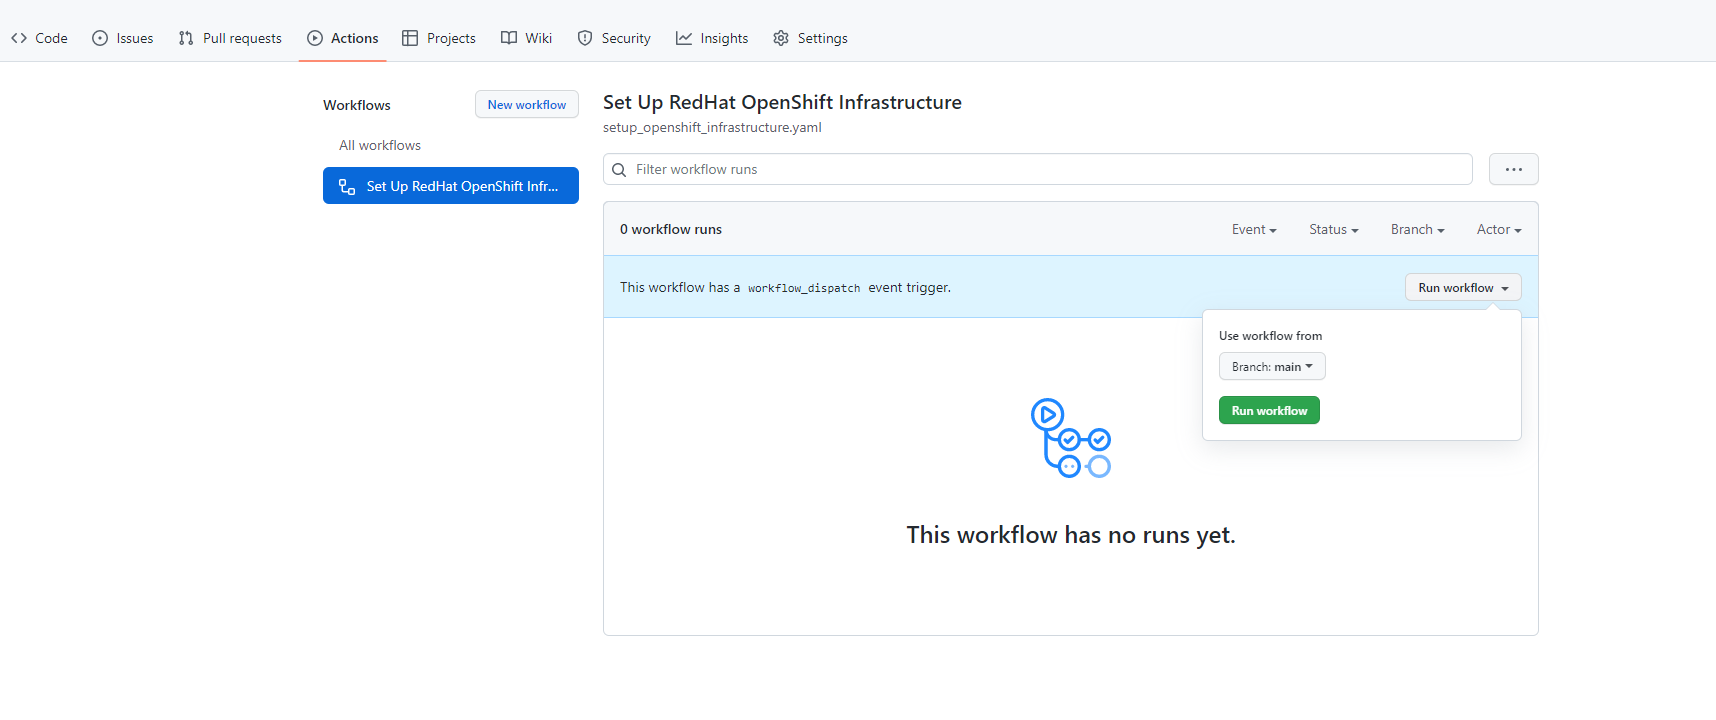 Code Issues Pull requests Actions Projects Wiki Security Insights Settings
Workflows
New workflow
All workflows
Set Up RedHat OpenShift Infr...
Set Up RedHat OpenShift Infrastructure
setup_openshift_infrastructure.yaml
Filter workflow runs
0 workflow runs
Event Status Branch Actor
This workflow has a workflow_dispatch event trigger.
Run workflow
Use workflow from
Branch: main
Run workflow
This workflow has no runs yet.